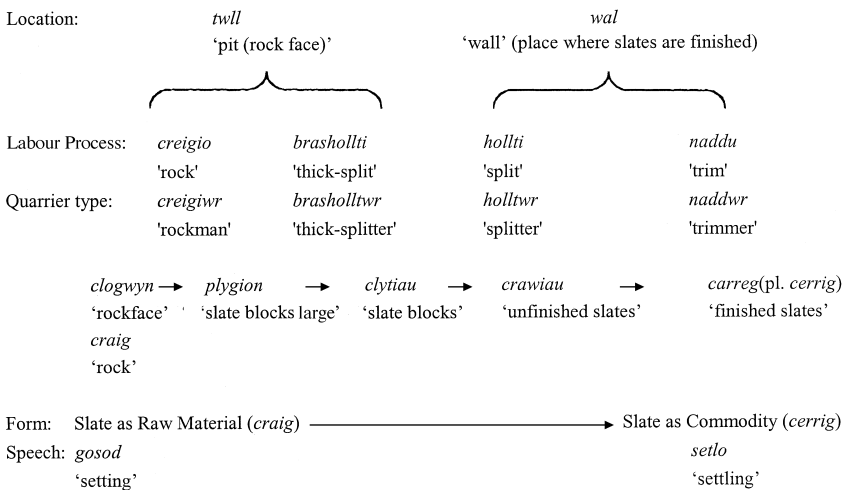 Location: twll wal
‘pit (rock face)’ ‘wall’ (place where slates are finished)
Labour Process: creigio brashollti hollti naddu
'rock' 'thick-split' 'split' 'trim'
Quarrier type: creigiwr brasholltwr holltwr naddwr
'rockman' 'thick-splitter' 'splitter' 'trimmer'
clogwyn → plygion → clytiau → crawiau → carreg(pl. cerrig)
‘rockface’ ‘ ‘slate blocks large’ ‘slate blocks’ ‘unfinished slates’ ‘finished slates’
craig
‘rock’
Form: Slate as Raw Material (craig) → Slate as Commodity (cerrig)
Speech: gosod setlo
‘setting’ ‘settling’